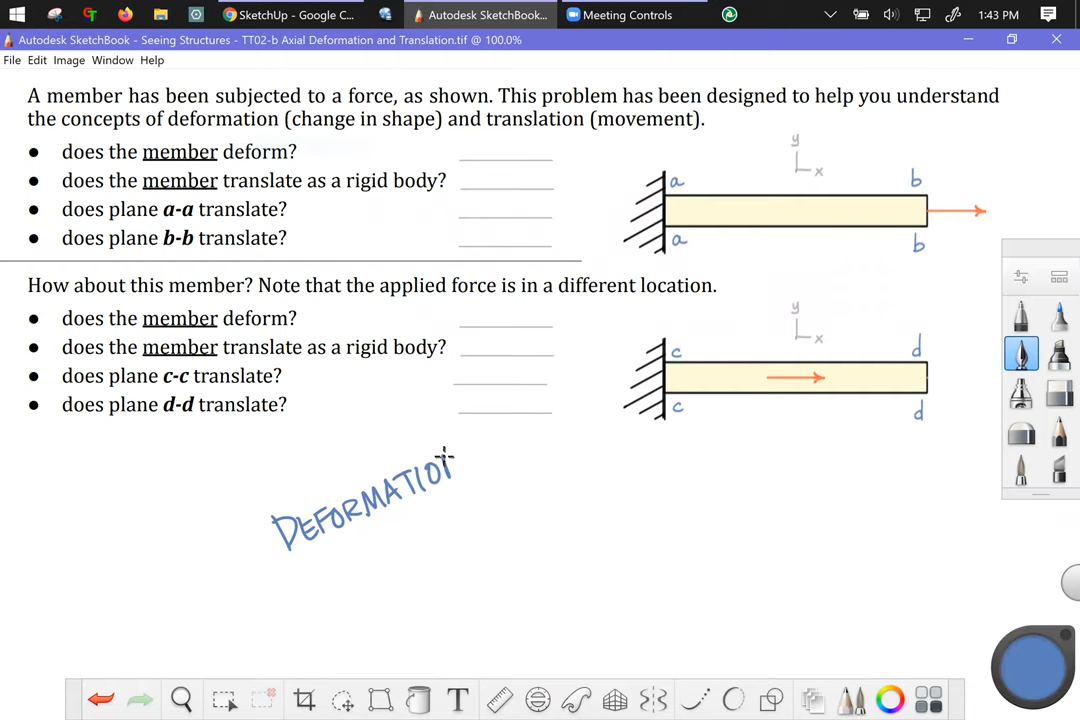 SketchUp - Google C...
Autodesk SketchBook...
Meeting Controls
1:43 PM
Autodesk SketchBook - Seeing Structures - TT02-b Axial Deformation and Translation.tif @ 100.0%
File Edit Image Window Help
A member has been subjected to a force, as shown. This problem has been designed to help you understand
the concepts of deformation (change in shape) and translation (movement).
● does the member deform?
● does the member translate as a rigid body?
● does plane a-a translate?
● does plane b-b translate?
y
x
a
b
a
b
How about this member? Note that the applied force is in a different location.
● does the member deform?
● does the member translate as a rigid body?
● does plane c-c translate?
● does plane d-d translate?
y
x
c
d
c
d
DEFORMATION
T